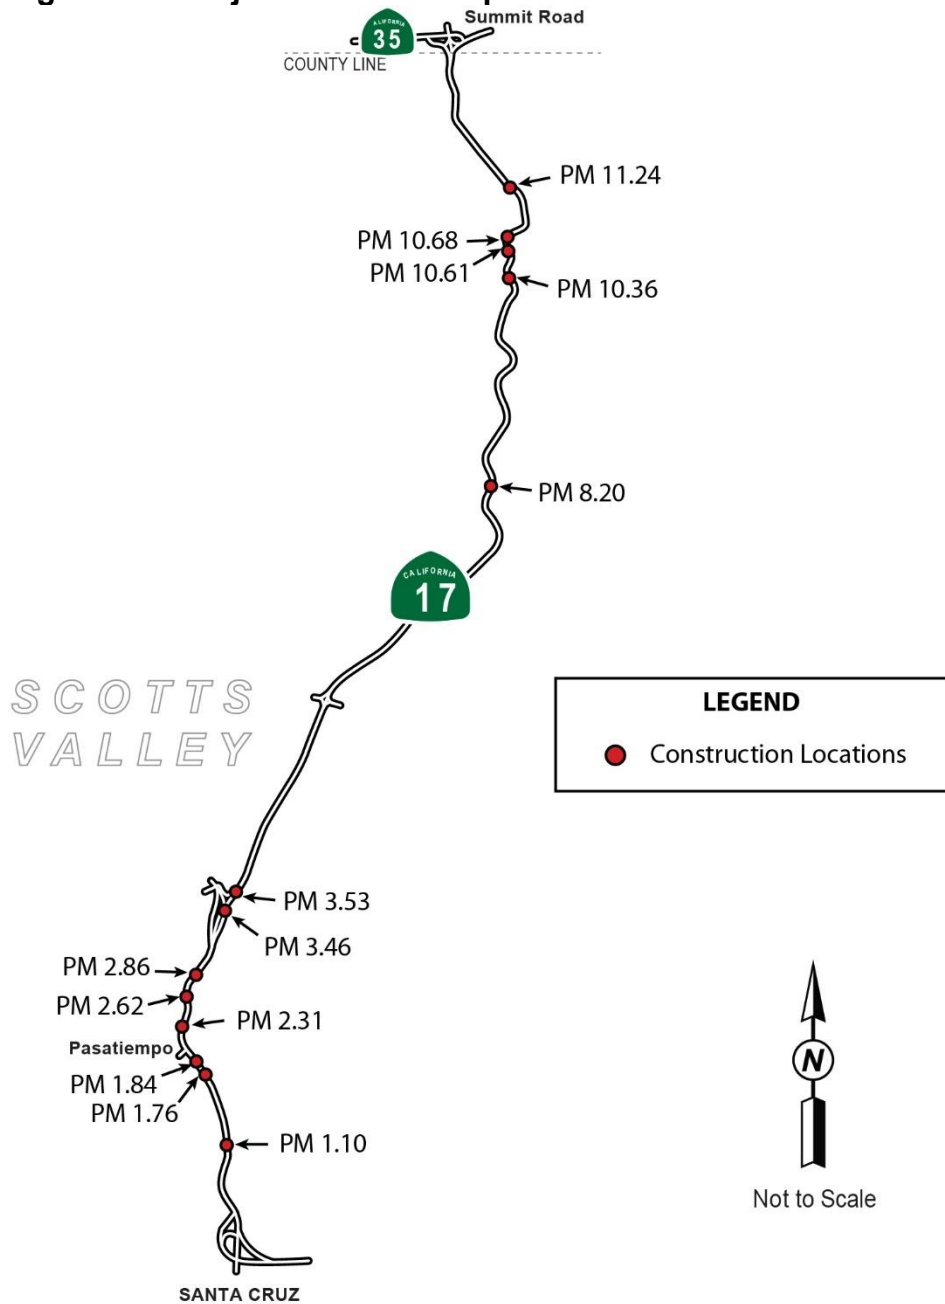 Summit Road
35
COUNTY LINE
PM 11.24
PM 10.68
PM 10.61
PM 10.36
PM 8.20
CALIFORNIA
17
SCOTTS
VALLEY
LEGEND
Construction Locations
PM 3.53
PM 3.46
PM 2.86
PM 2.62
PM 2.31
Pasatiempo
PM 1.84
PM 1.76
PM 1.10
N
Not to Scale
SANTA CRUZ